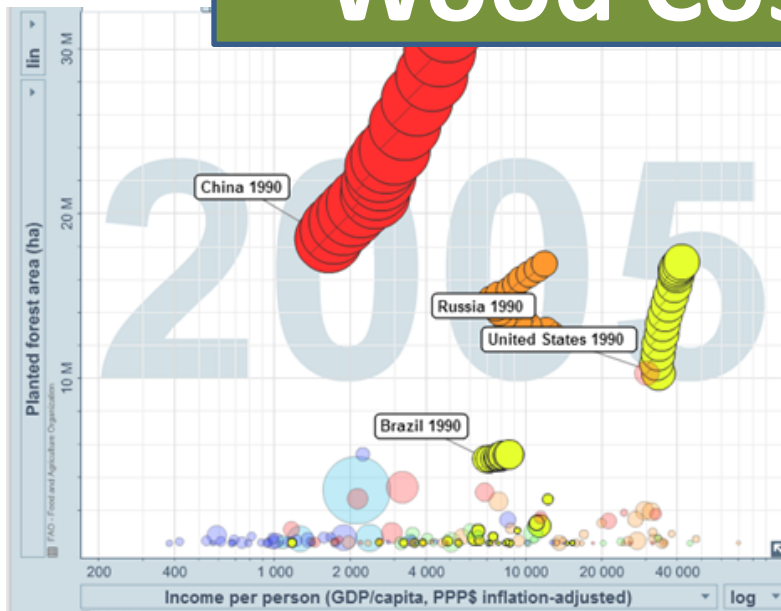 Wood Cos
lin
30 M
20 M
10 M
Planted forest area (ha)
FAO - Food and Agriculture Organization
2005
China 1990
Russia 1990
United States 1990
Brazil 1990
200 400 1 000 2 000 4 000 10 000 20 000 40 000
Income per person (GDP/capita, PPP$ inflation-adjusted)
log